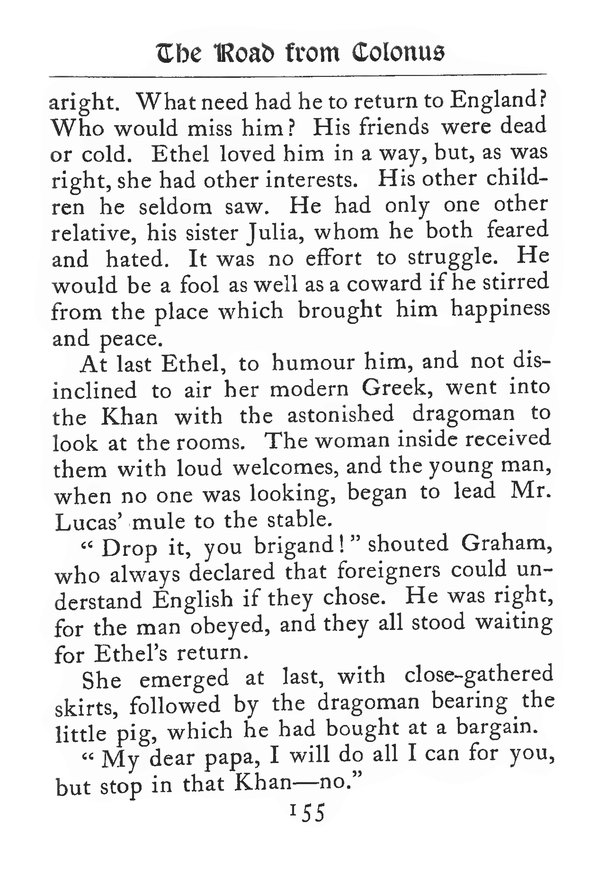 The Road from Colonus
aright. What need had he to return to England?
Who would miss him? His friends were dead
or cold. Ethel loved him in a way, but, as was
right, she had other interests. His other child-
ren he seldom saw. He had only one other
relative, his sister Julia, whom he both feared
and hated. It was no effort to struggle. He
would be a fool as well as a coward if he stirred
from the place which brought him happiness
and peace.
At last Ethel, to humour him, and not dis-
inclined to air her modern Greek, went into
the Khan with the astonished dragoman to
look at the rooms. The woman inside received
them with loud welcomes, and the young man,
when no one was looking, began to lead Mr.
Lucas' mule to the stable.
“Drop it, you brigand!” shouted Graham,
who always declared that foreigners could un-
derstand English if they chose. He was right,
for the man obeyed, and they all stood waiting
for Ethel's return.
She emerged at last, with close-gathered
skirts, followed by the dragoman bearing the
little pig, which he had bought at a bargain.
“My dear papa, I will do all I can for you,
but stop in that Khan—no.”
155